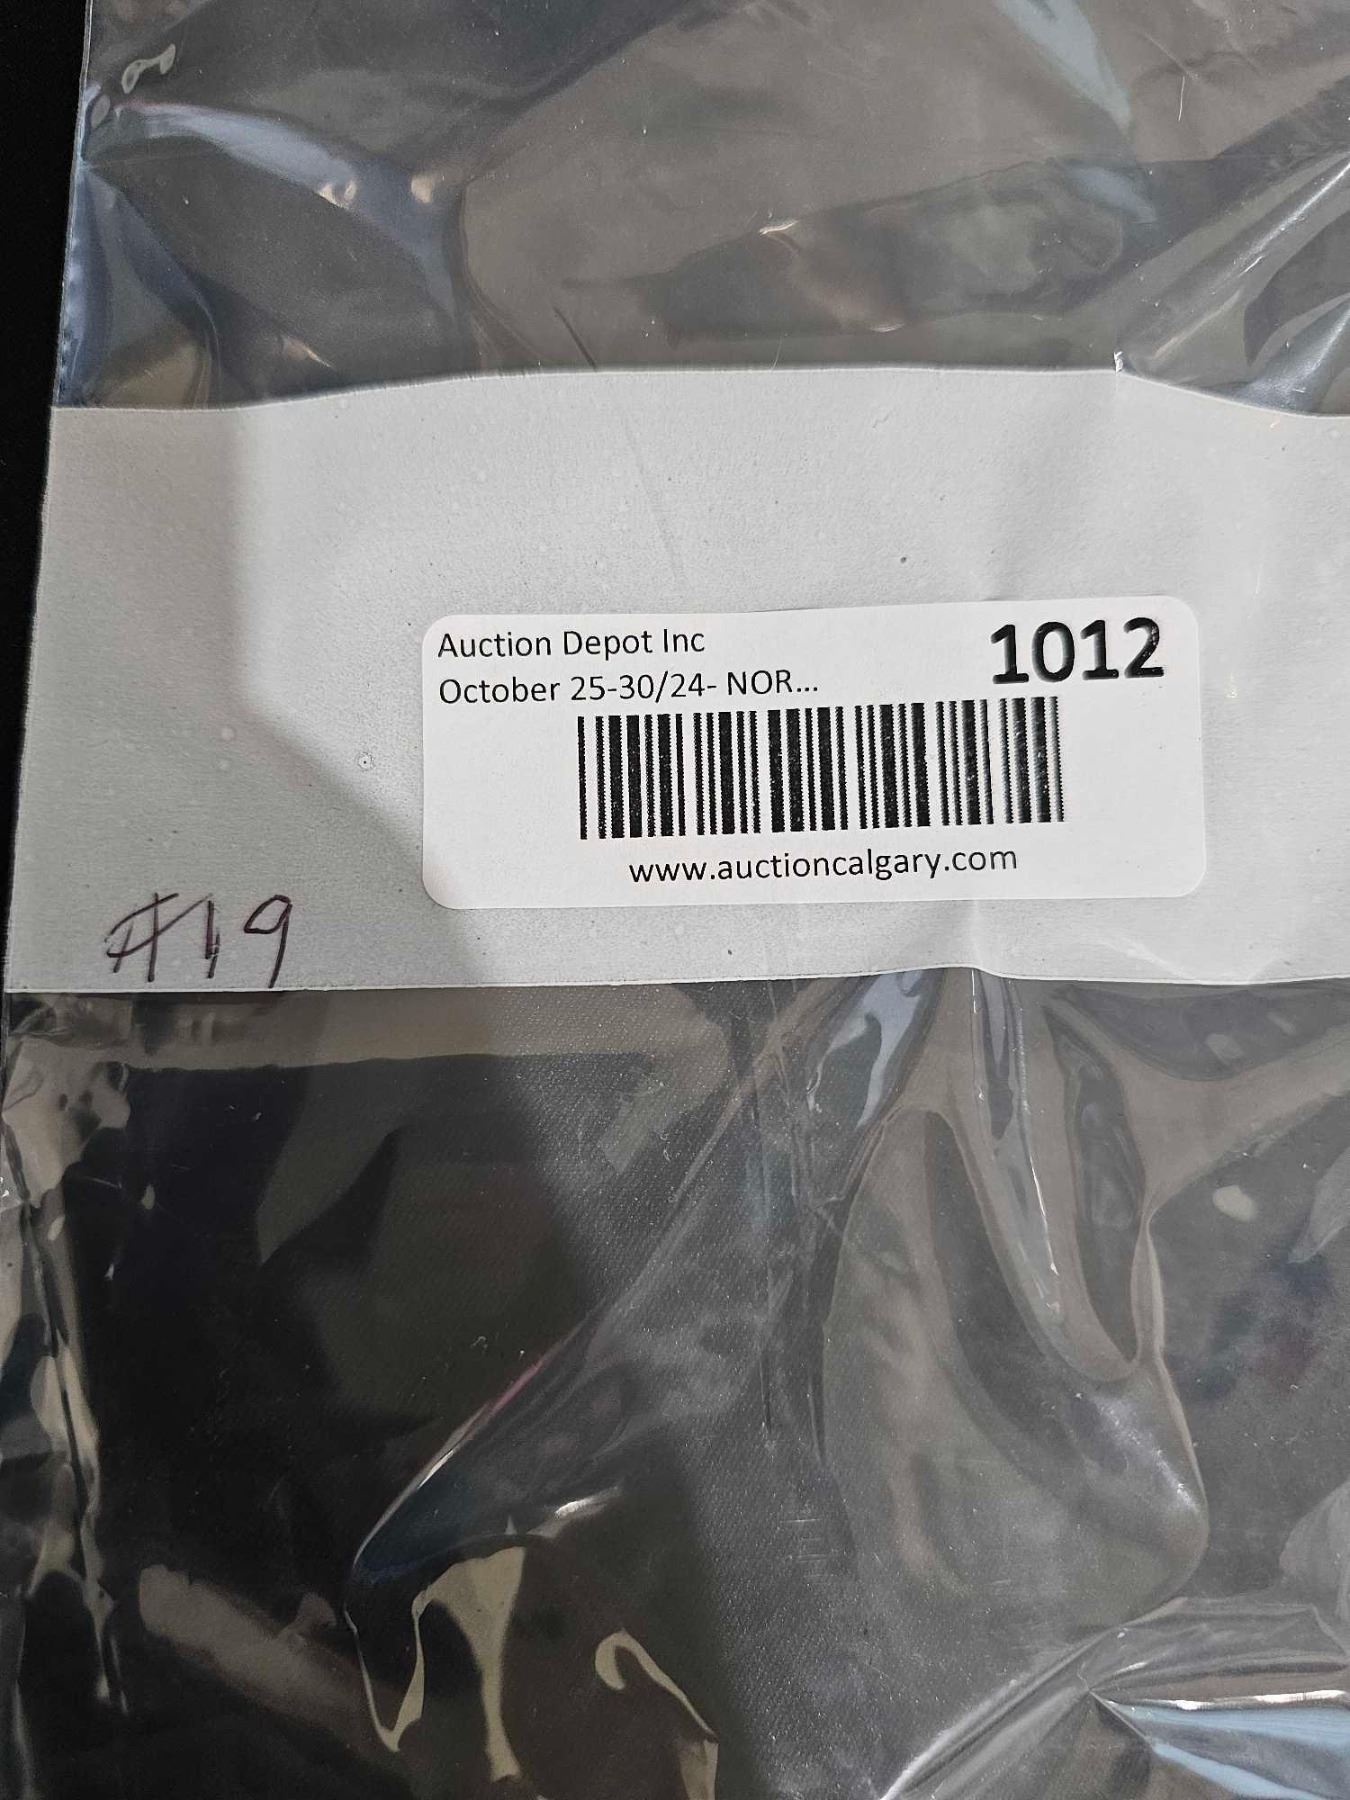 Auction Depot Inc
1012
October 25-30/24- NOR...
www.auctioncalgary.com
#19